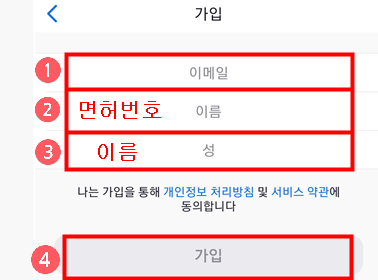 가입
1 이메일
2 면허번호 이름
3 이름 성
나는 가입을 통해 개인정보 처리방침 및 서비스 약관에
동의합니다
4 가입